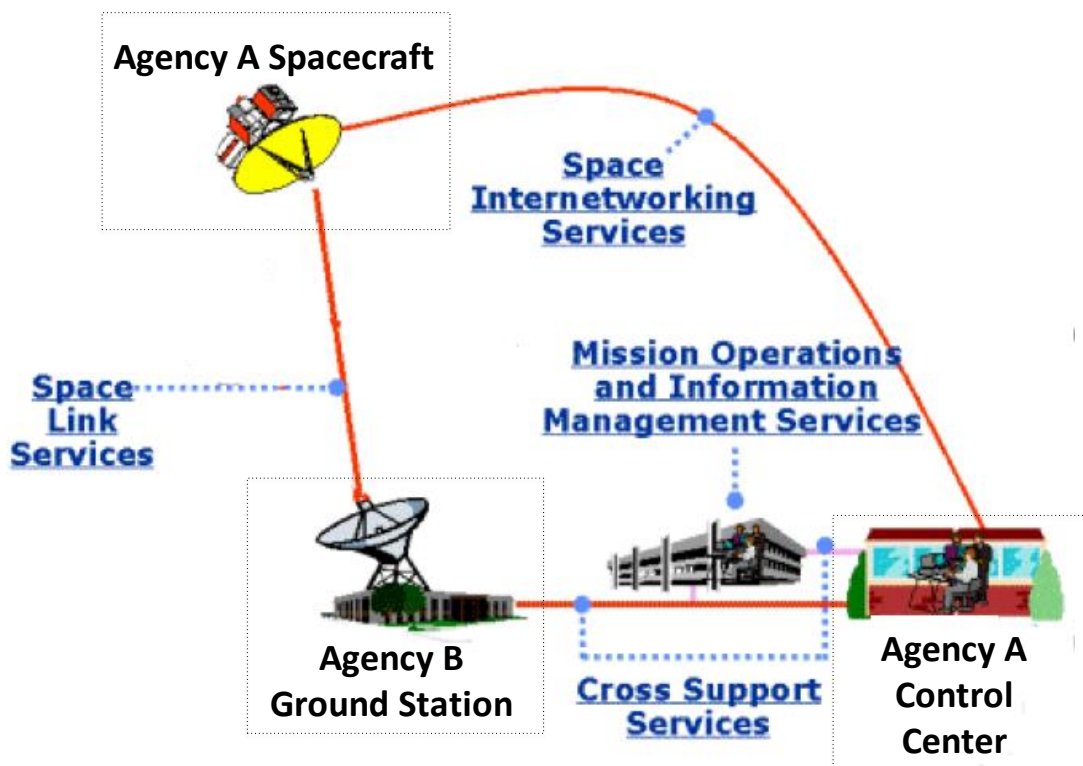 Agency A Spacecraft
Space
Internetworking
Services
Mission Operations
and Information
Management Services
Space
Link
Services
Agency B
Ground Station
Cross Support
Services
Agency A
Control
Center